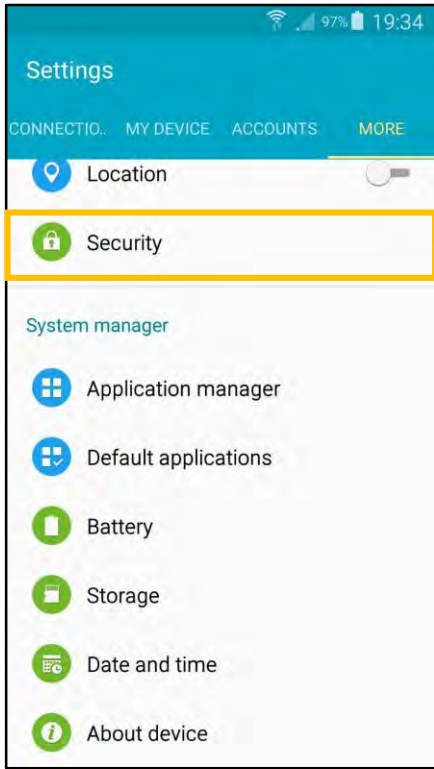 97% 19:34
Settings
CONNECTIO.. MY DEVICE ACCOUNTS MORE
Location
Security
System manager
Application manager
Default applications
Battery
Storage
Date and time
About device